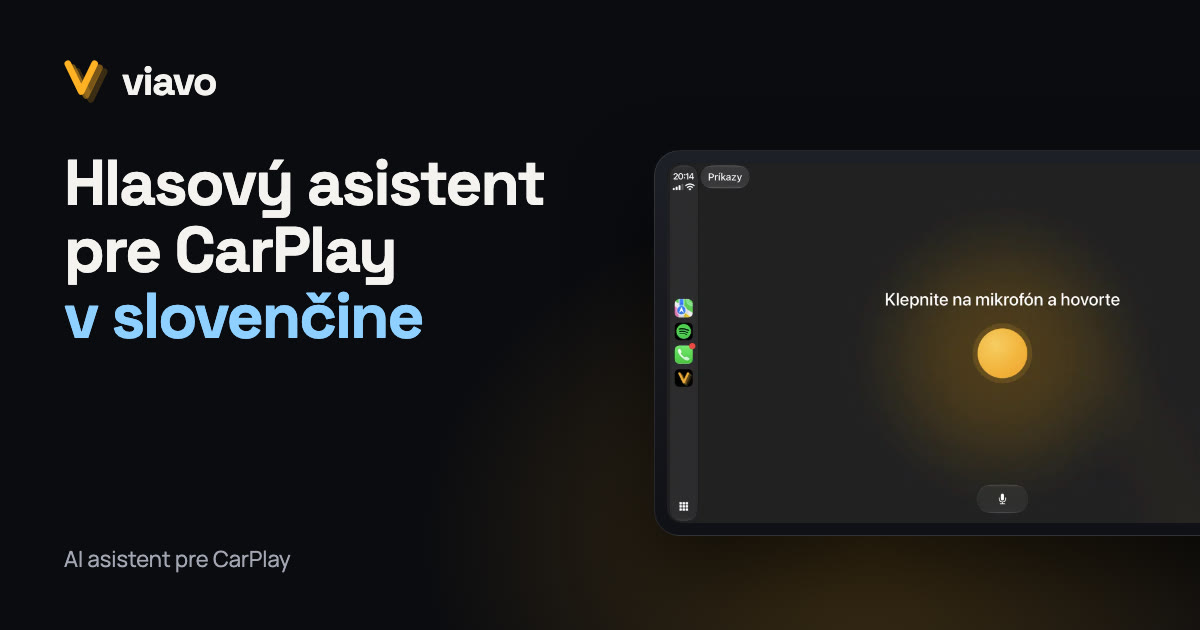 viavo
Hlasový asistent
pre CarPlay
v slovenčine
20:14
Príkazy
Klepnite na mikrofón a hovorte
AI asistent pre CarPlay